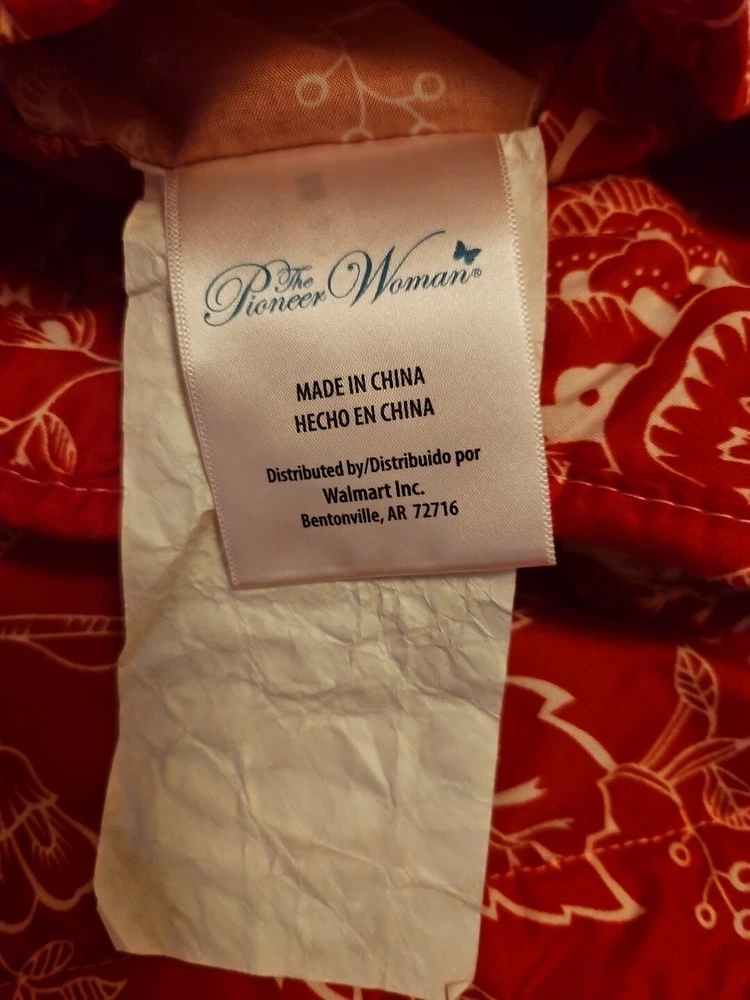 The Pioneer Woman®
MADE IN CHINA
HECHO EN CHINA
Distributed by/Distribuido por
Walmart Inc.
Bentonville, AR 72716